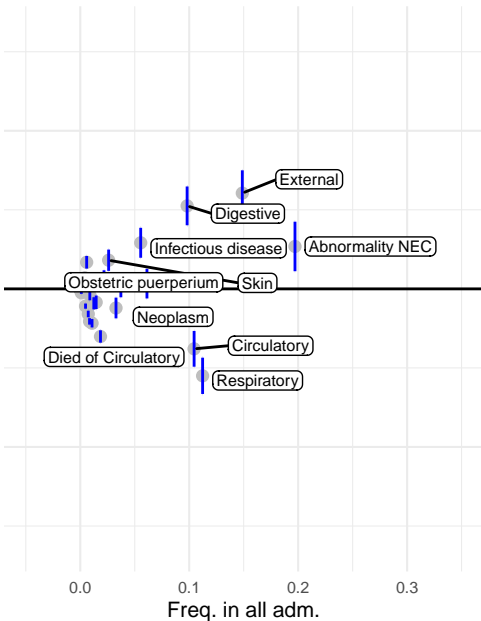 External
Digestive
Infectious disease
Abnormality NEC
Obstetric puerperium
Skin
Neoplasm
Circulatory
Died of Circulatory
Respiratory
0.0 0.1 0.2 0.3
Freq. in all adm.